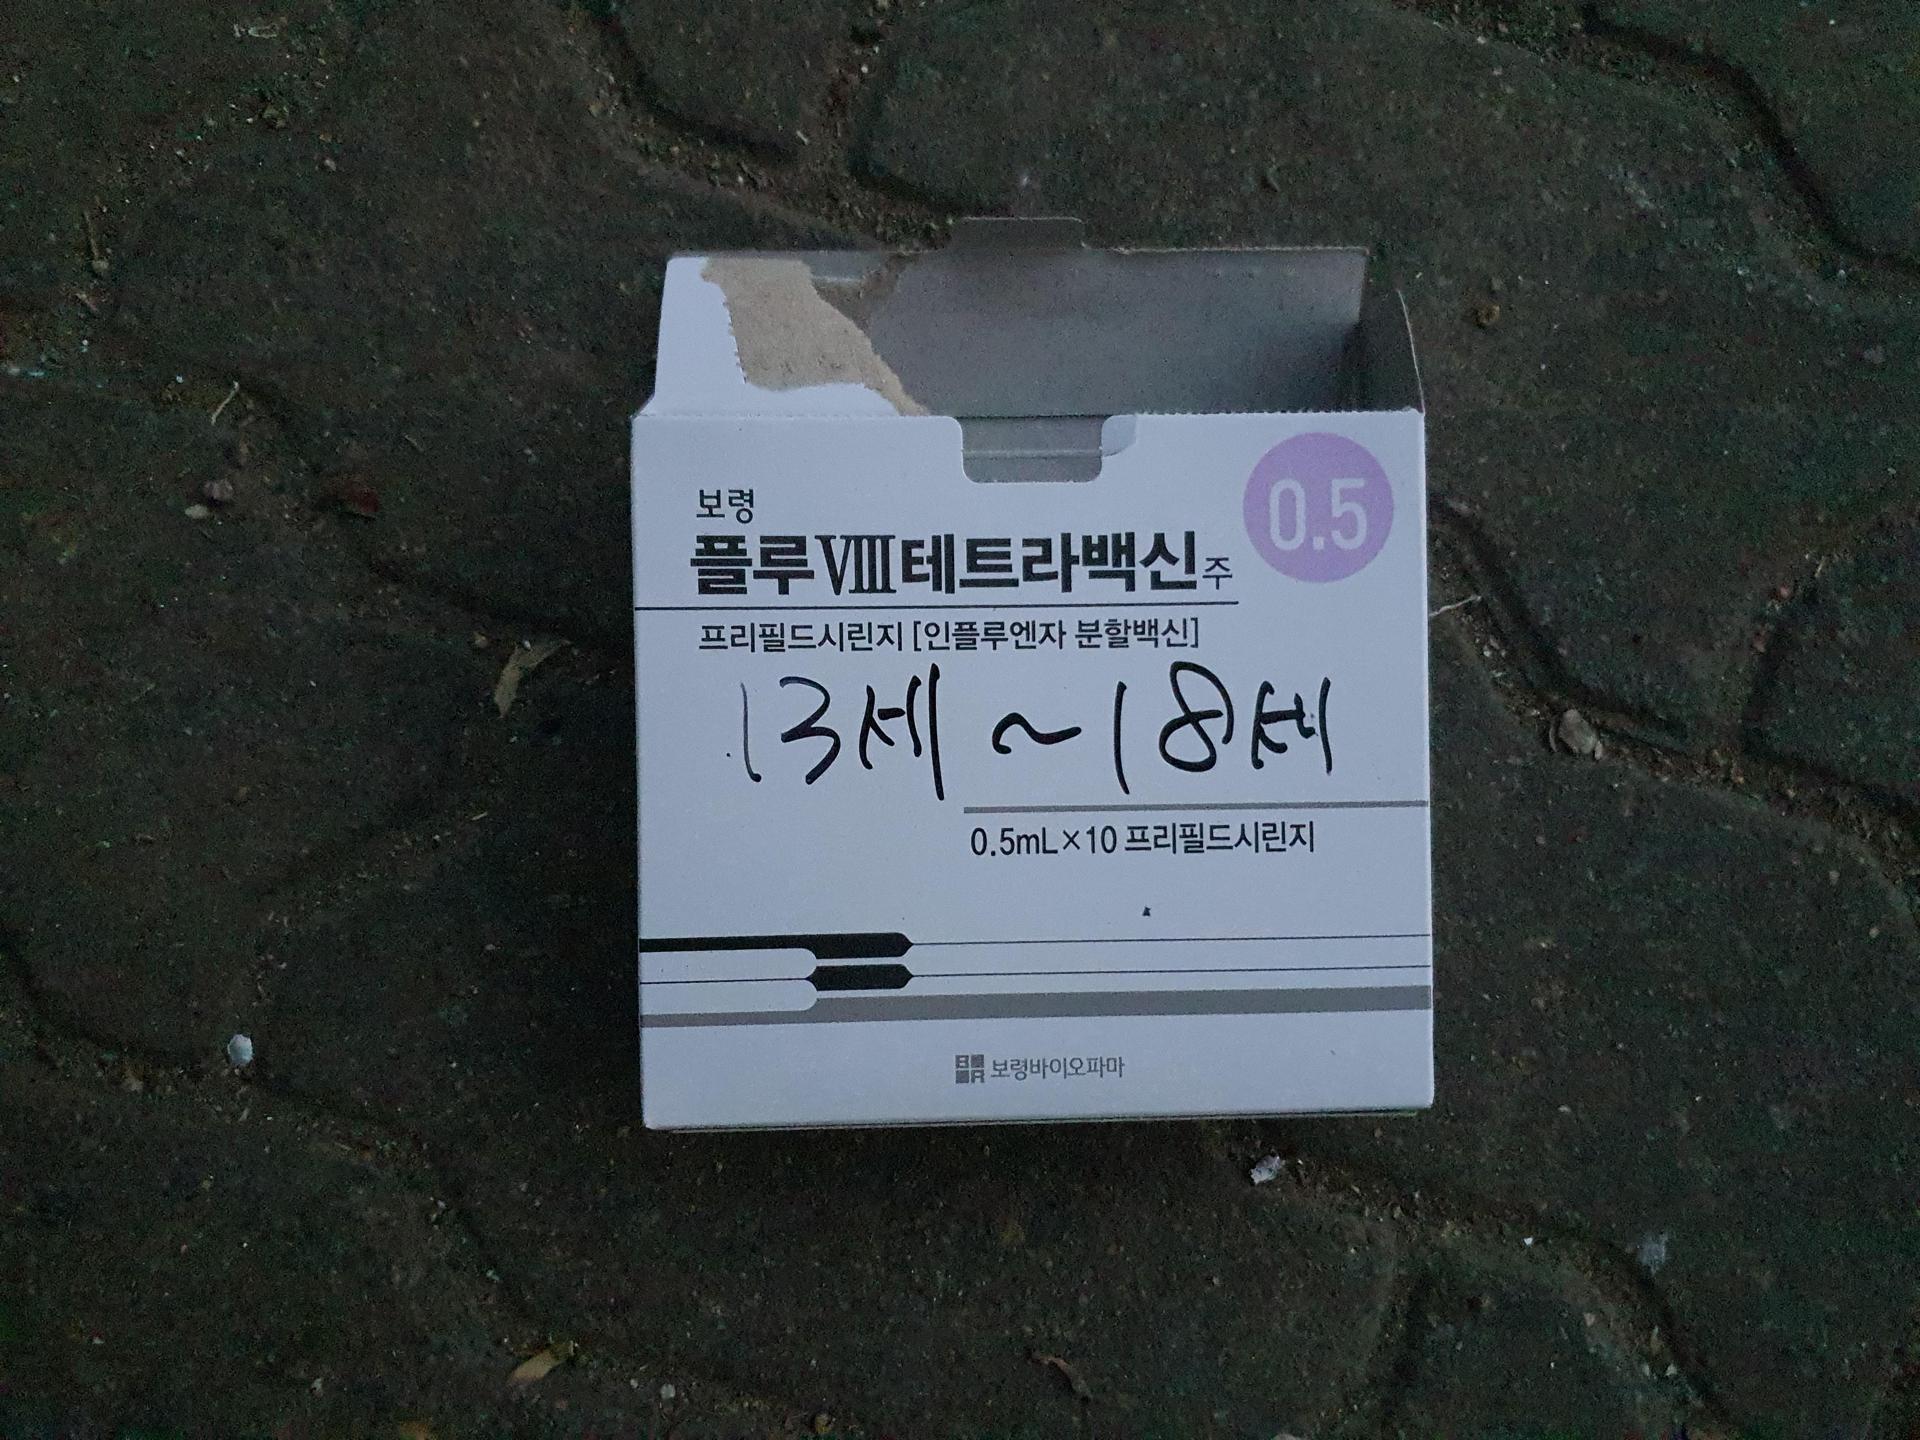 0.5
보령
플루Ⅷ테트라백신주
프리필드시린지 [인플루엔자 분할백신]
13세 ~ 18세
0.5mL×10 프리필드시린지
BR 보령바이오파마